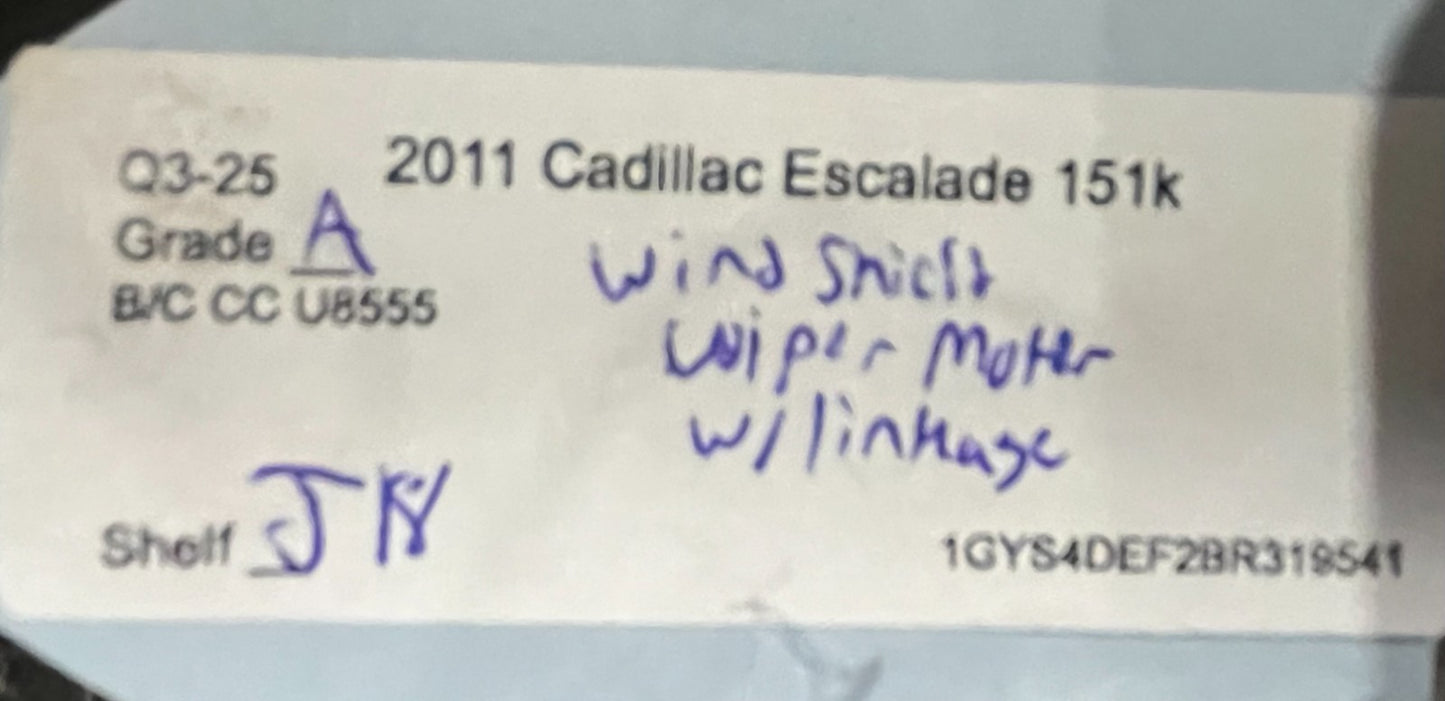 Q3-25 2011 Cadillac Escalade 151k
Grade A
B/C CC U8555
Wind Shield
Wiper Motor
w/linkage
Shelf J
1GYS4DEF2BR319541